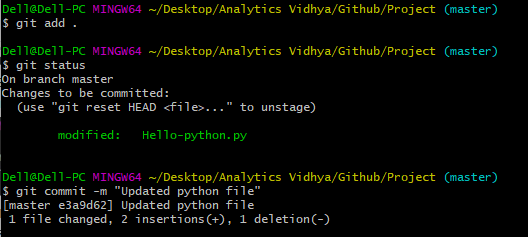 Dell@Dell-PC MINGW64 ~/Desktop/Analytics Vidhya/Github/Project (master)
$ git add .
Dell@Dell-PC MINGW64 ~/Desktop/Analytics Vidhya/Github/Project (master)
$ git status
On branch master
Changes to be committed:
  (use "git reset HEAD <file>..." to unstage)
        modified:   Hello-python.py
Dell@Dell-PC MINGW64 ~/Desktop/Analytics Vidhya/Github/Project (master)
$ git commit -m "Updated python file"
[master e3a9d62] Updated python file
 1 file changed, 2 insertions(+), 1 deletion(-)